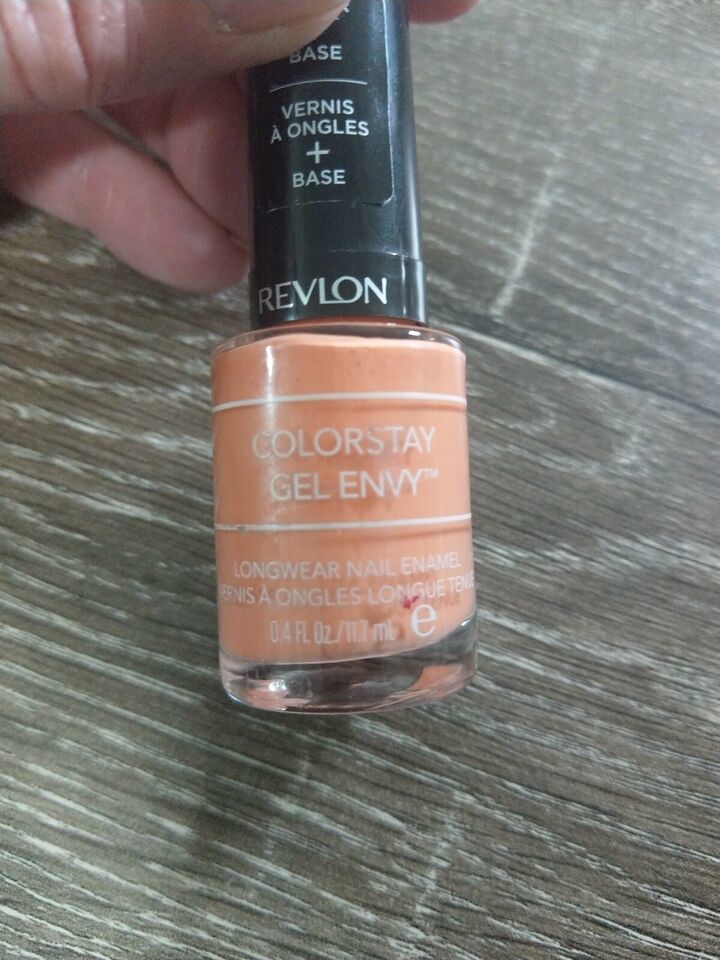 BASE
VERNIS
À ONGLES
+
BASE
REVLON
COLORSTAY
GEL ENVY™
LONGWEAR NAIL ENAMEL
VERNIS À ONGLES LONGUE TENUE
0.4 Fl. Oz./11.7 mL e